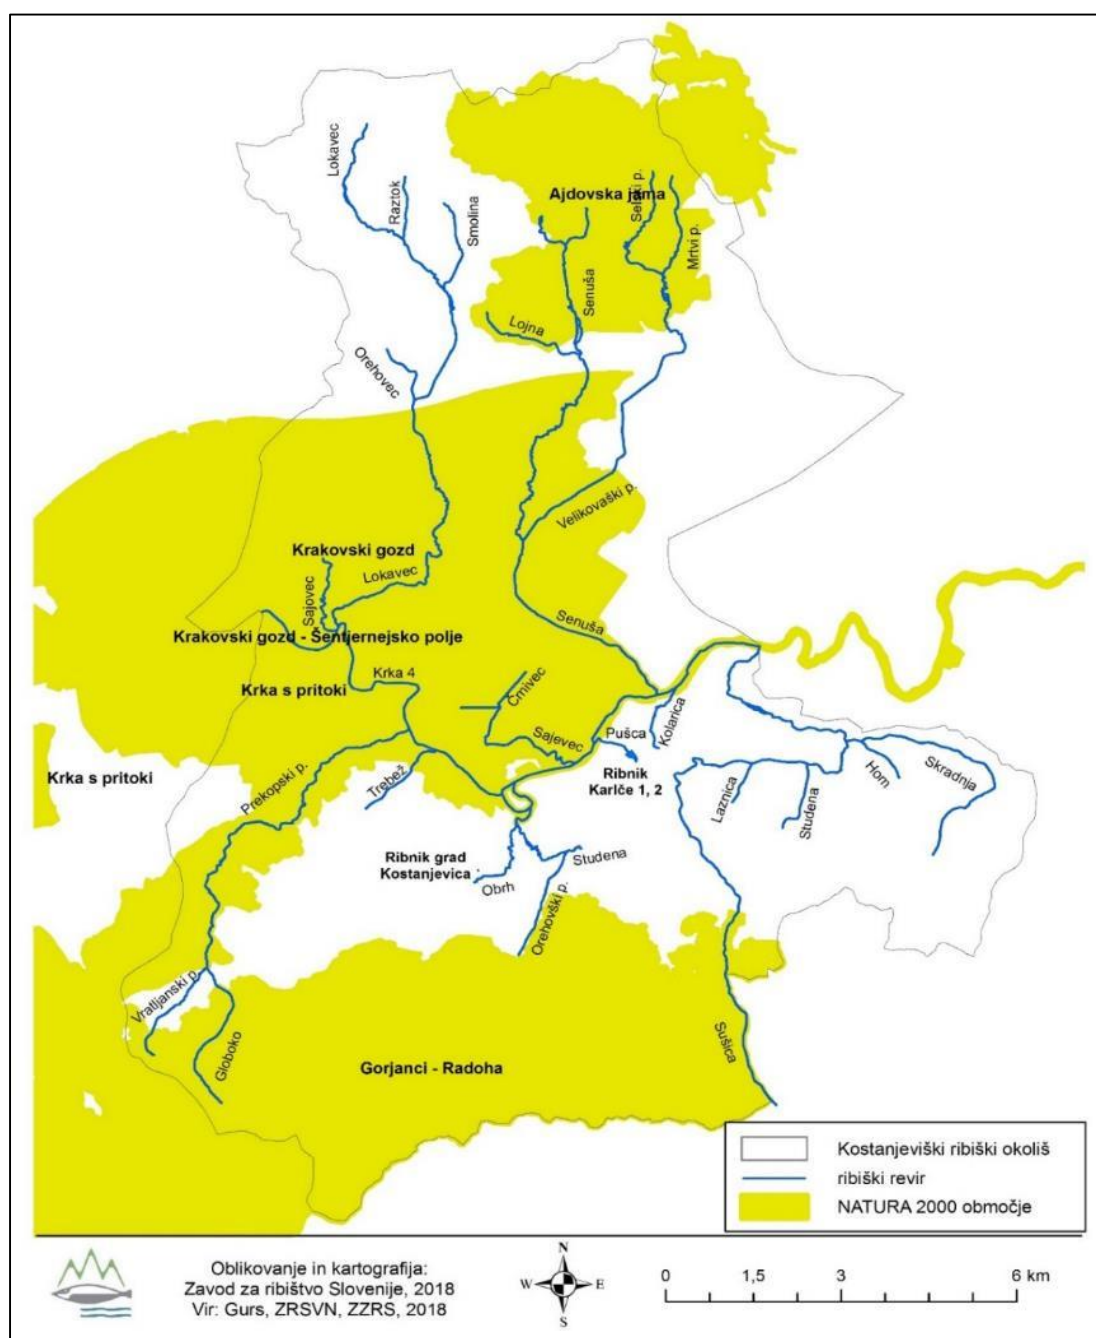 Lokavec
Raztok
Smolina
Ajdovska jama
Selski p.
Mrtvi p.
Senuša
Lojna
Orehovec
Velikovaški p.
Krakovski gozd
Lokavec
Sajovec
Krakovski gozd - Šentjernejsko polje
Senuša
Krka 4
Krka s pritoki
Črnivec
Kolarica
Pušca
Sajevec
Ribnik
Karlče 1, 2
Krka s pritoki
Prekopski p.
Trebež
Laznica
Studena
Hom
Skradnja
Ribnik grad
Kostanjevica
Studena
Obrh
Orehovški p.
Vratljanski p.
Globoko
Sušica
Gorjanci - Radoha
Kostanjeviški ribiški okoliš
ribiški revir
NATURA 2000 območje
Oblikovanje in kartografija:
Zavod za ribištvo Slovenije, 2018
Vir: Gurs, ZRSVN, ZZRS, 2018
N
W
E
S
0 1,5 3 6 km